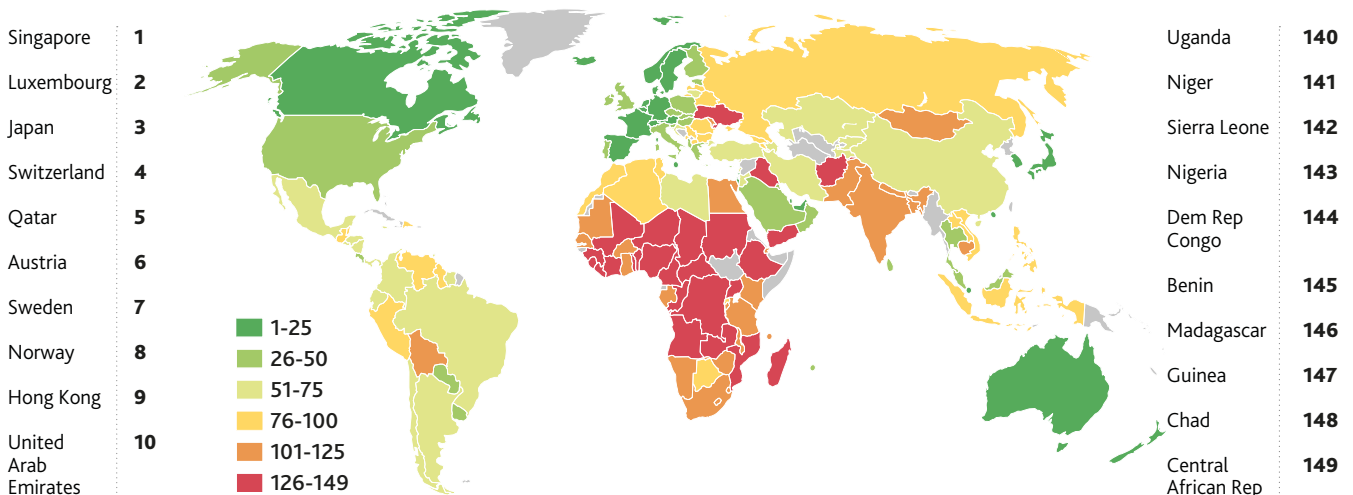 Singapore 1
Luxembourg 2
Japan 3
Switzerland 4
Qatar 5
Austria 6
Sweden 7
Norway 8
Hong Kong 9
United 10
Arab
Emirates
1-25
26-50
51-75
76-100
101-125
126-149
Uganda 140
Niger 141
Sierra Leone 142
Nigeria 143
Dem Rep 144
Congo
Benin 145
Madagascar 146
Guinea 147
Chad 148
Central 149
African Rep